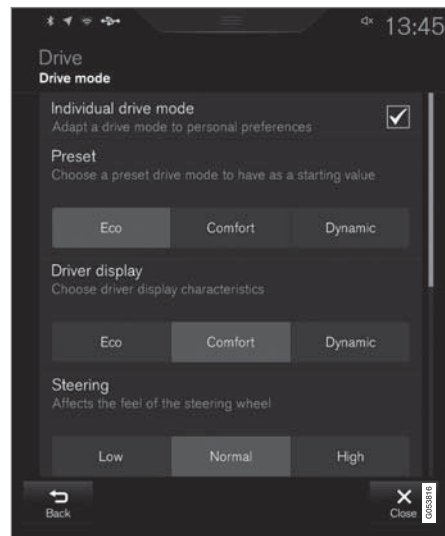 13:45
Drive
Drive mode
Individual drive mode
Adapt a drive mode to personal preferences
Preset
Choose a preset drive mode to have as a starting value
Eco Comfort Dynamic
Driver display
Choose driver display characteristics
Eco Comfort Dynamic
Steering
Affects the feel of the steering wheel
Low Normal High
Back Close
G053816